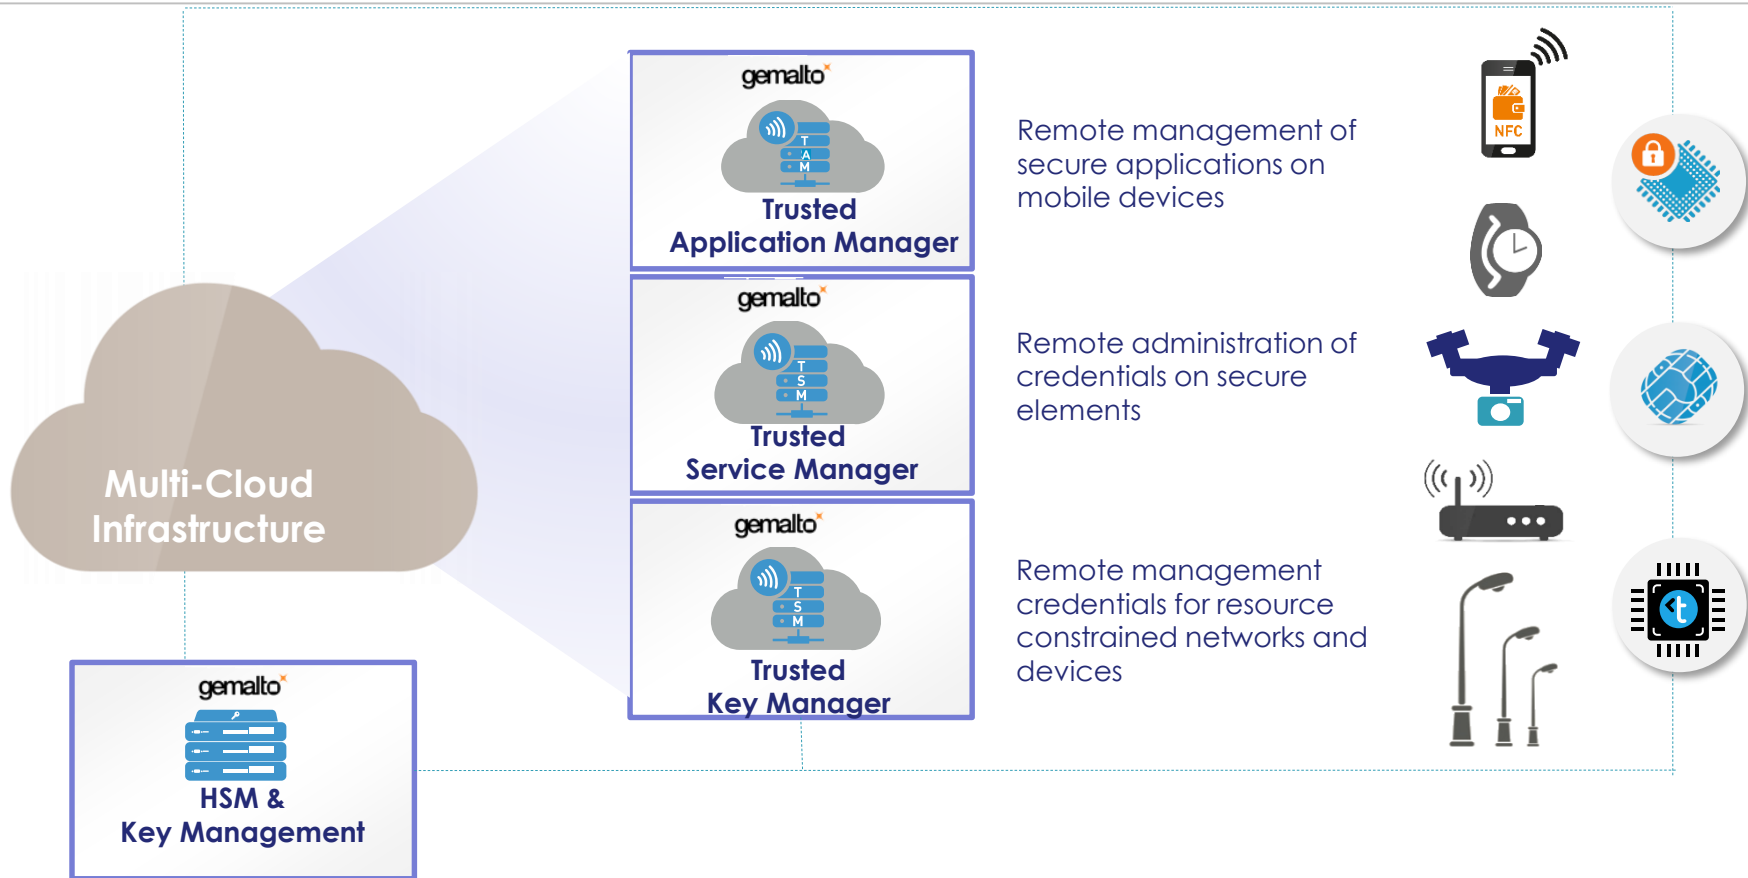 gemalto
T
A
M
Trusted
Application Manager
Remote management of
secure applications on
mobile devices
NFC
gemalto
T
S
M
Trusted
Service Manager
Remote administration of
credentials on secure
elements
Multi-Cloud
Infrastructure
gemalto
T
S
M
Trusted
Key Manager
Remote management
credentials for resource
constrained networks and
devices
t
gemalto
HSM &
Key Management